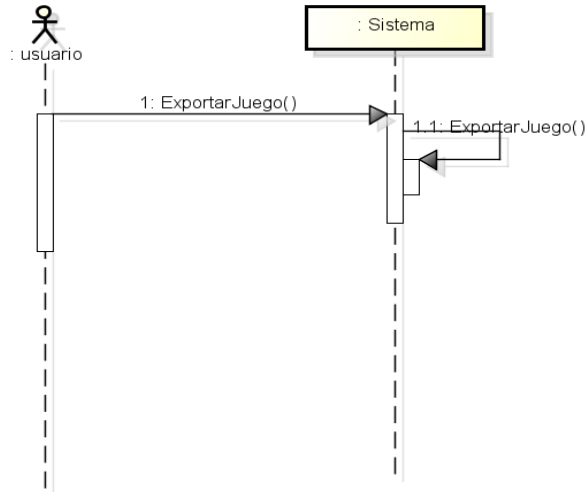 : usuario
: Sistema
1: ExportarJuego()
1.1: ExportarJuego()